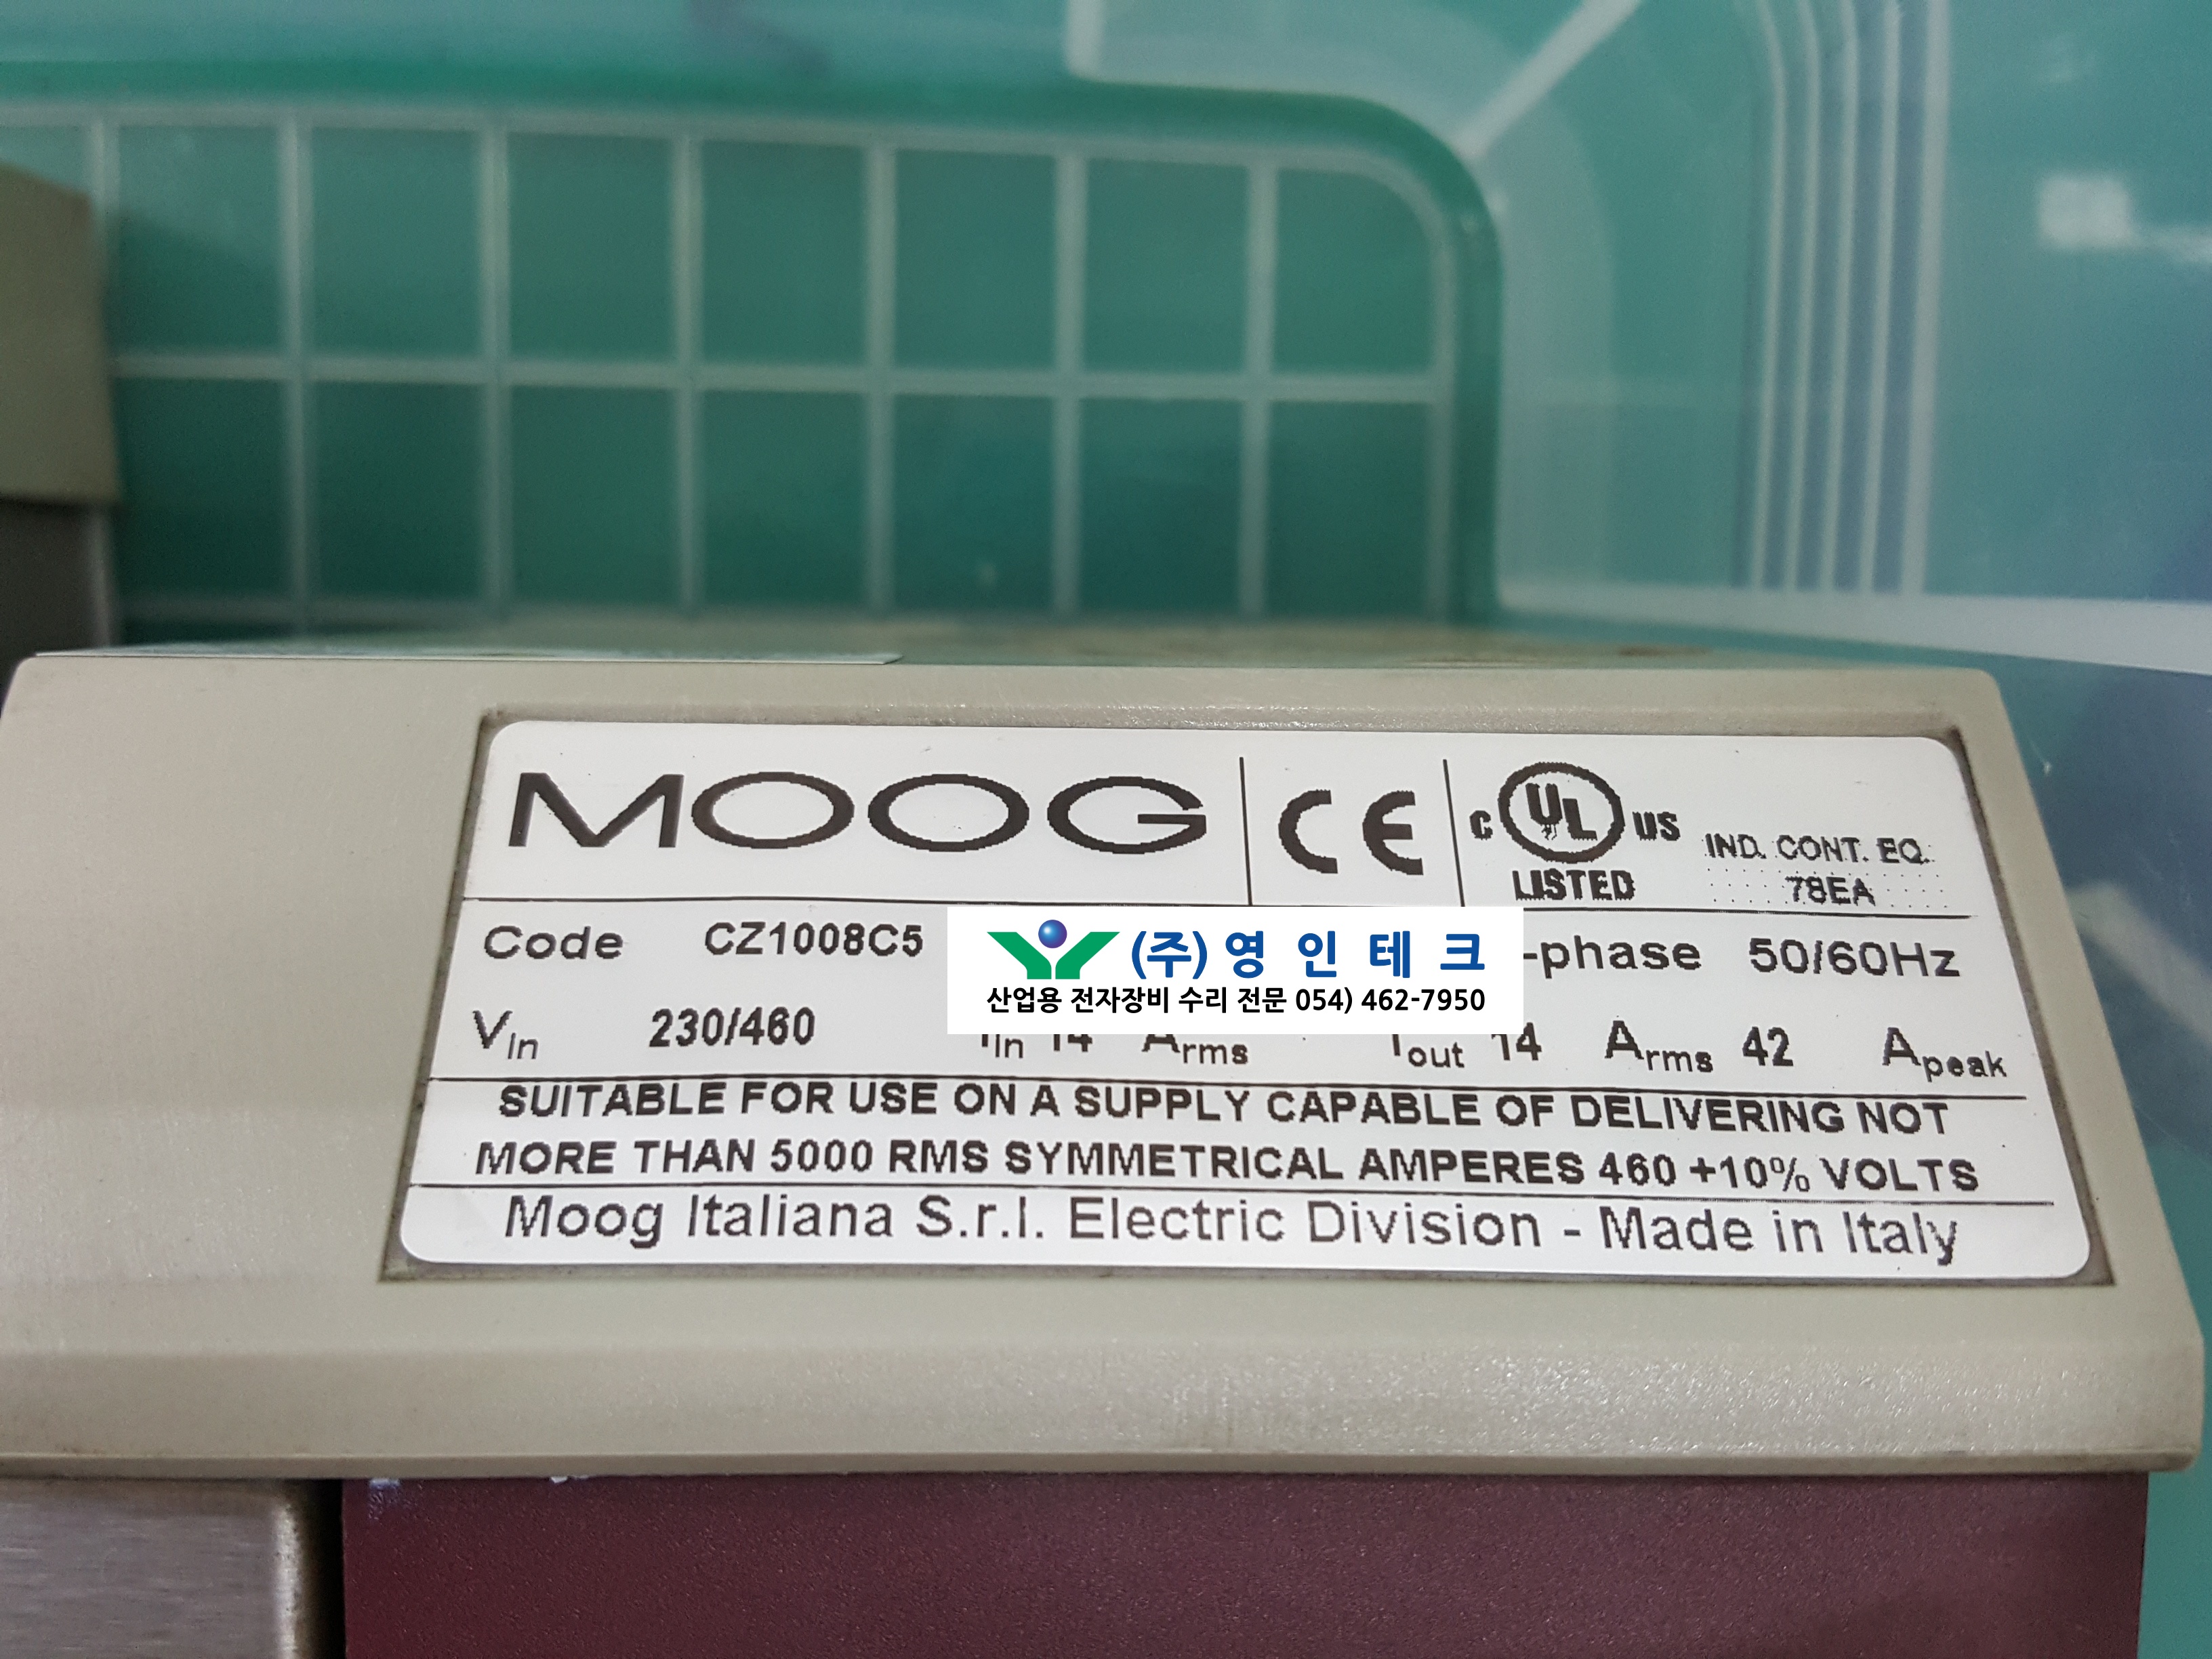 MOOG CE C UL US LISTED IND. CONT. EQ. 78EA
Code CZ1008C5 -phase 50/60Hz
(주) 영 인 테 크
산업용 전자장비 수리 전문 054) 462-7950
Vin 230/460 Iin 14 Arms Iout 14 Arms 42 Apeak
SUITABLE FOR USE ON A SUPPLY CAPABLE OF DELIVERING NOT
MORE THAN 5000 RMS SYMMETRICAL AMPERES 460 +10% VOLTS
Moog Italiana S.r.l. Electric Division - Made in Italy